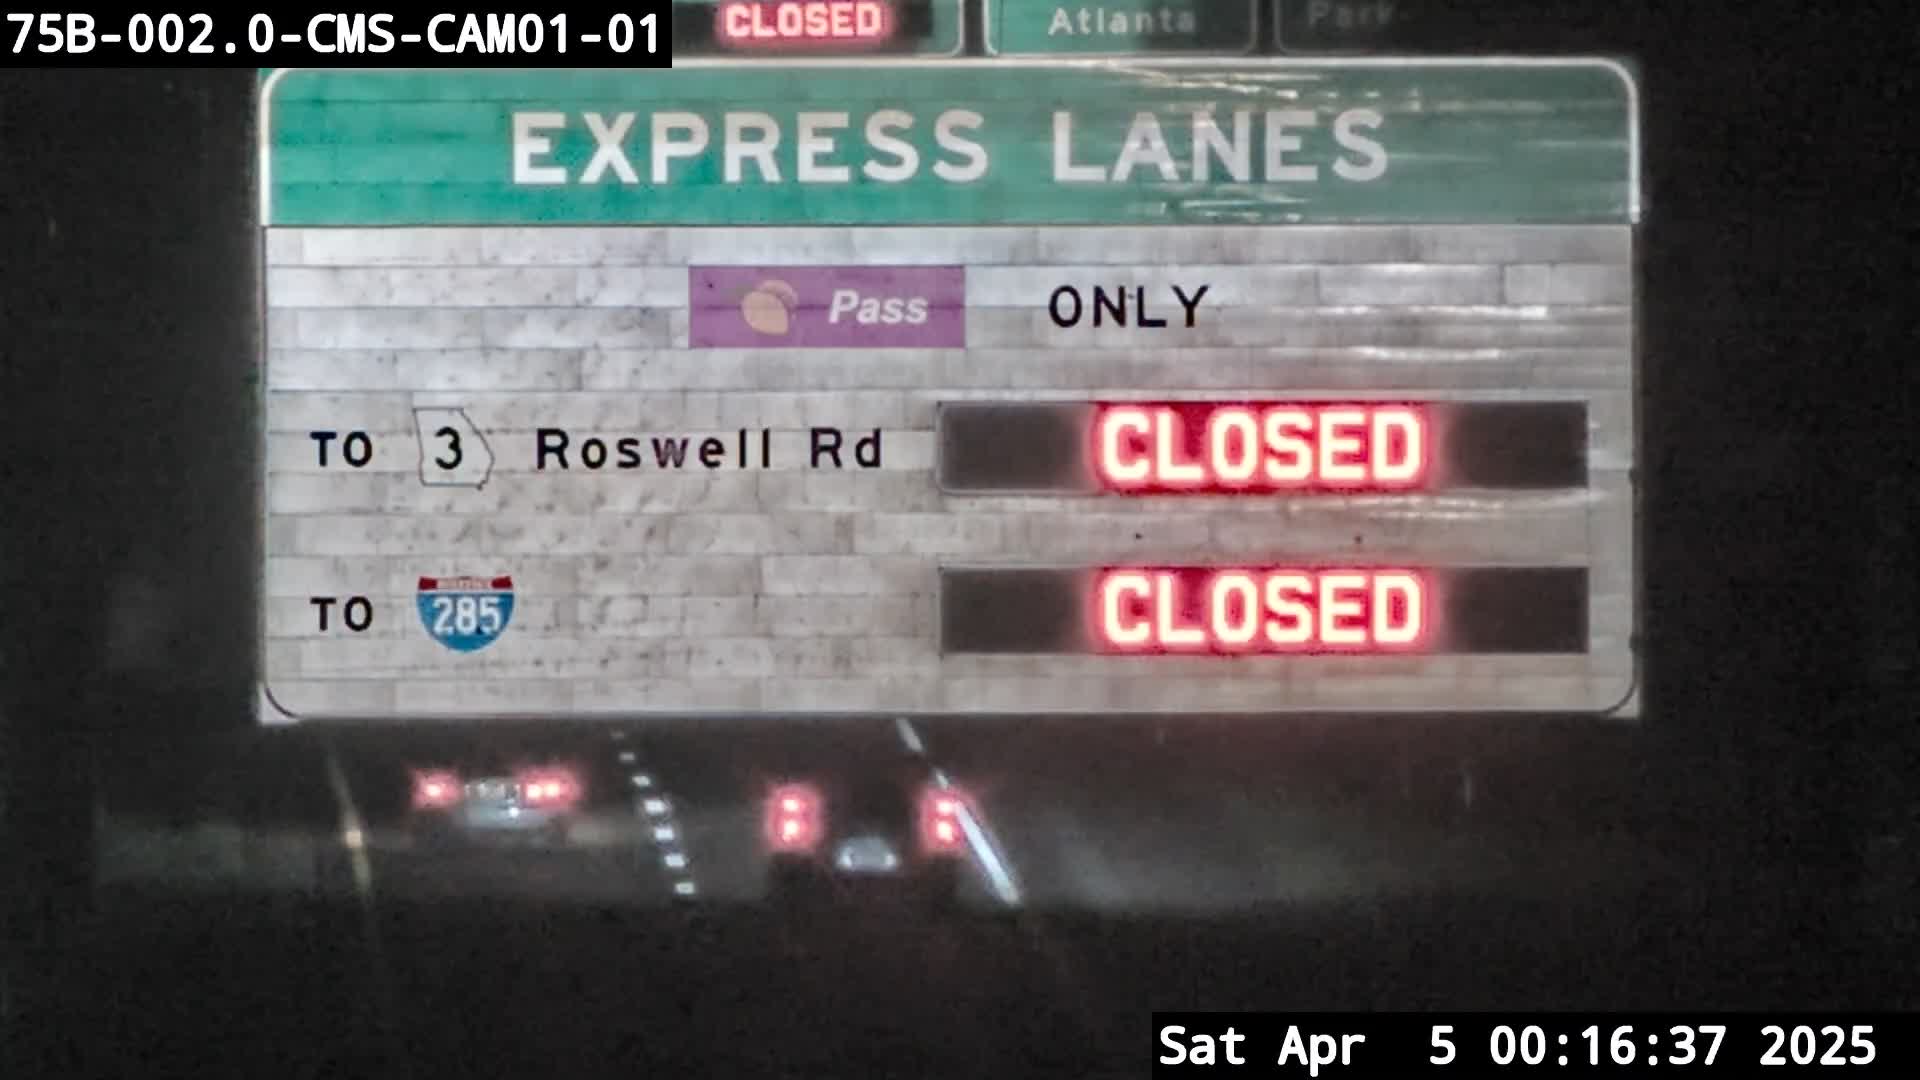 75B-002.0-CMS-CAM01-01
CLOSED
Atlanta
Park
EXPRESS LANES
Pass ONLY
TO 3 Roswell Rd CLOSED
TO 285 CLOSED
Sat Apr 5 00:16:37 2025